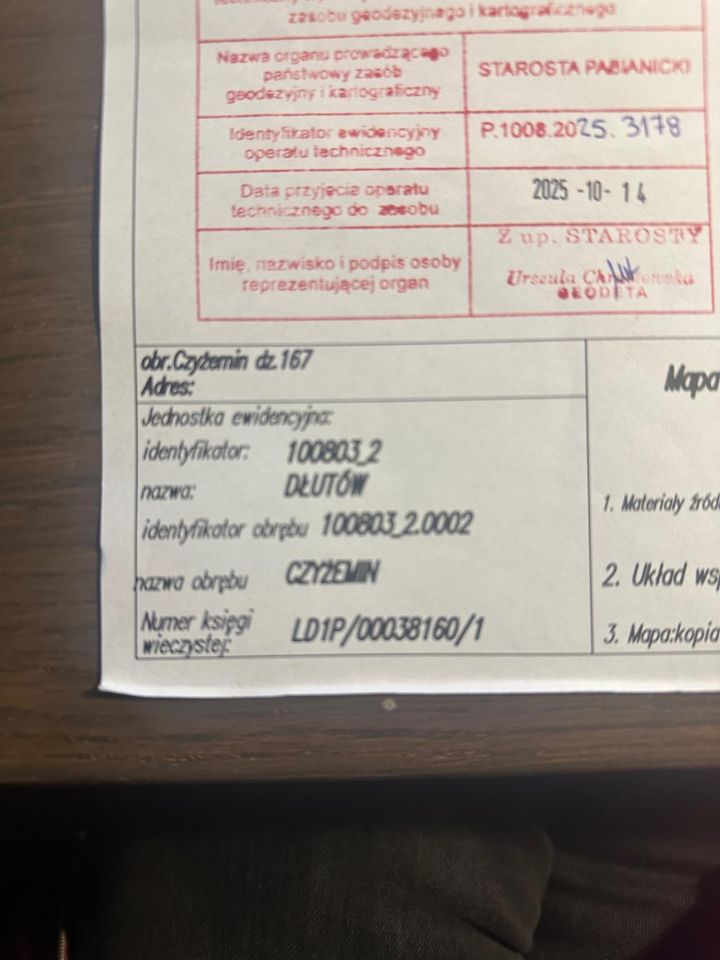 zasobu geodezyjnego i kartograficznego
Nazwa organu prowadzącego
państwowy zasób
geodezyjny i kartograficzny
STAROSTA PABIANICKI
Identyfikator ewidencyjny
operatu technicznego
P.1008.2025.3178
Data przyjęcia operatu
technicznego do zasobu
2025 -10- 14
Imię, nazwisko i podpis osoby
reprezentującej organ
Z up. STAROSTY
Urszula
GEODETA
obr.Czyżemin dz.167
Adres:
Jednostka ewidencyjna:
identyfikator: 100803_2
nazwa: DŁUTÓW
identyfikator obrębu 100803_2.0002
nazwa obrębu CZYŻEMIN
Numer księgi
wieczystej: LD1P/00038160/1
Mapa
1. Materiały źród
2. Układ wsp
3. Mapa:kopia